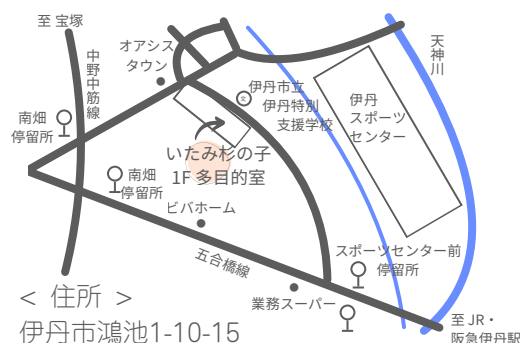 至 宝塚
中野中筋線
オアシス
タウン
天神川
伊丹市立
伊丹特別
支援学校
文
伊丹
スポーツ
センター
南畑
停留所
いたみ杉の子
1F 多目的室
南畑
停留所
ビバホーム
五合橋線
スポーツセンター前
停留所
業務スーパー
至 JR・
阪急伊丹駅
< 住所 >
伊丹市鴻池1-10-15